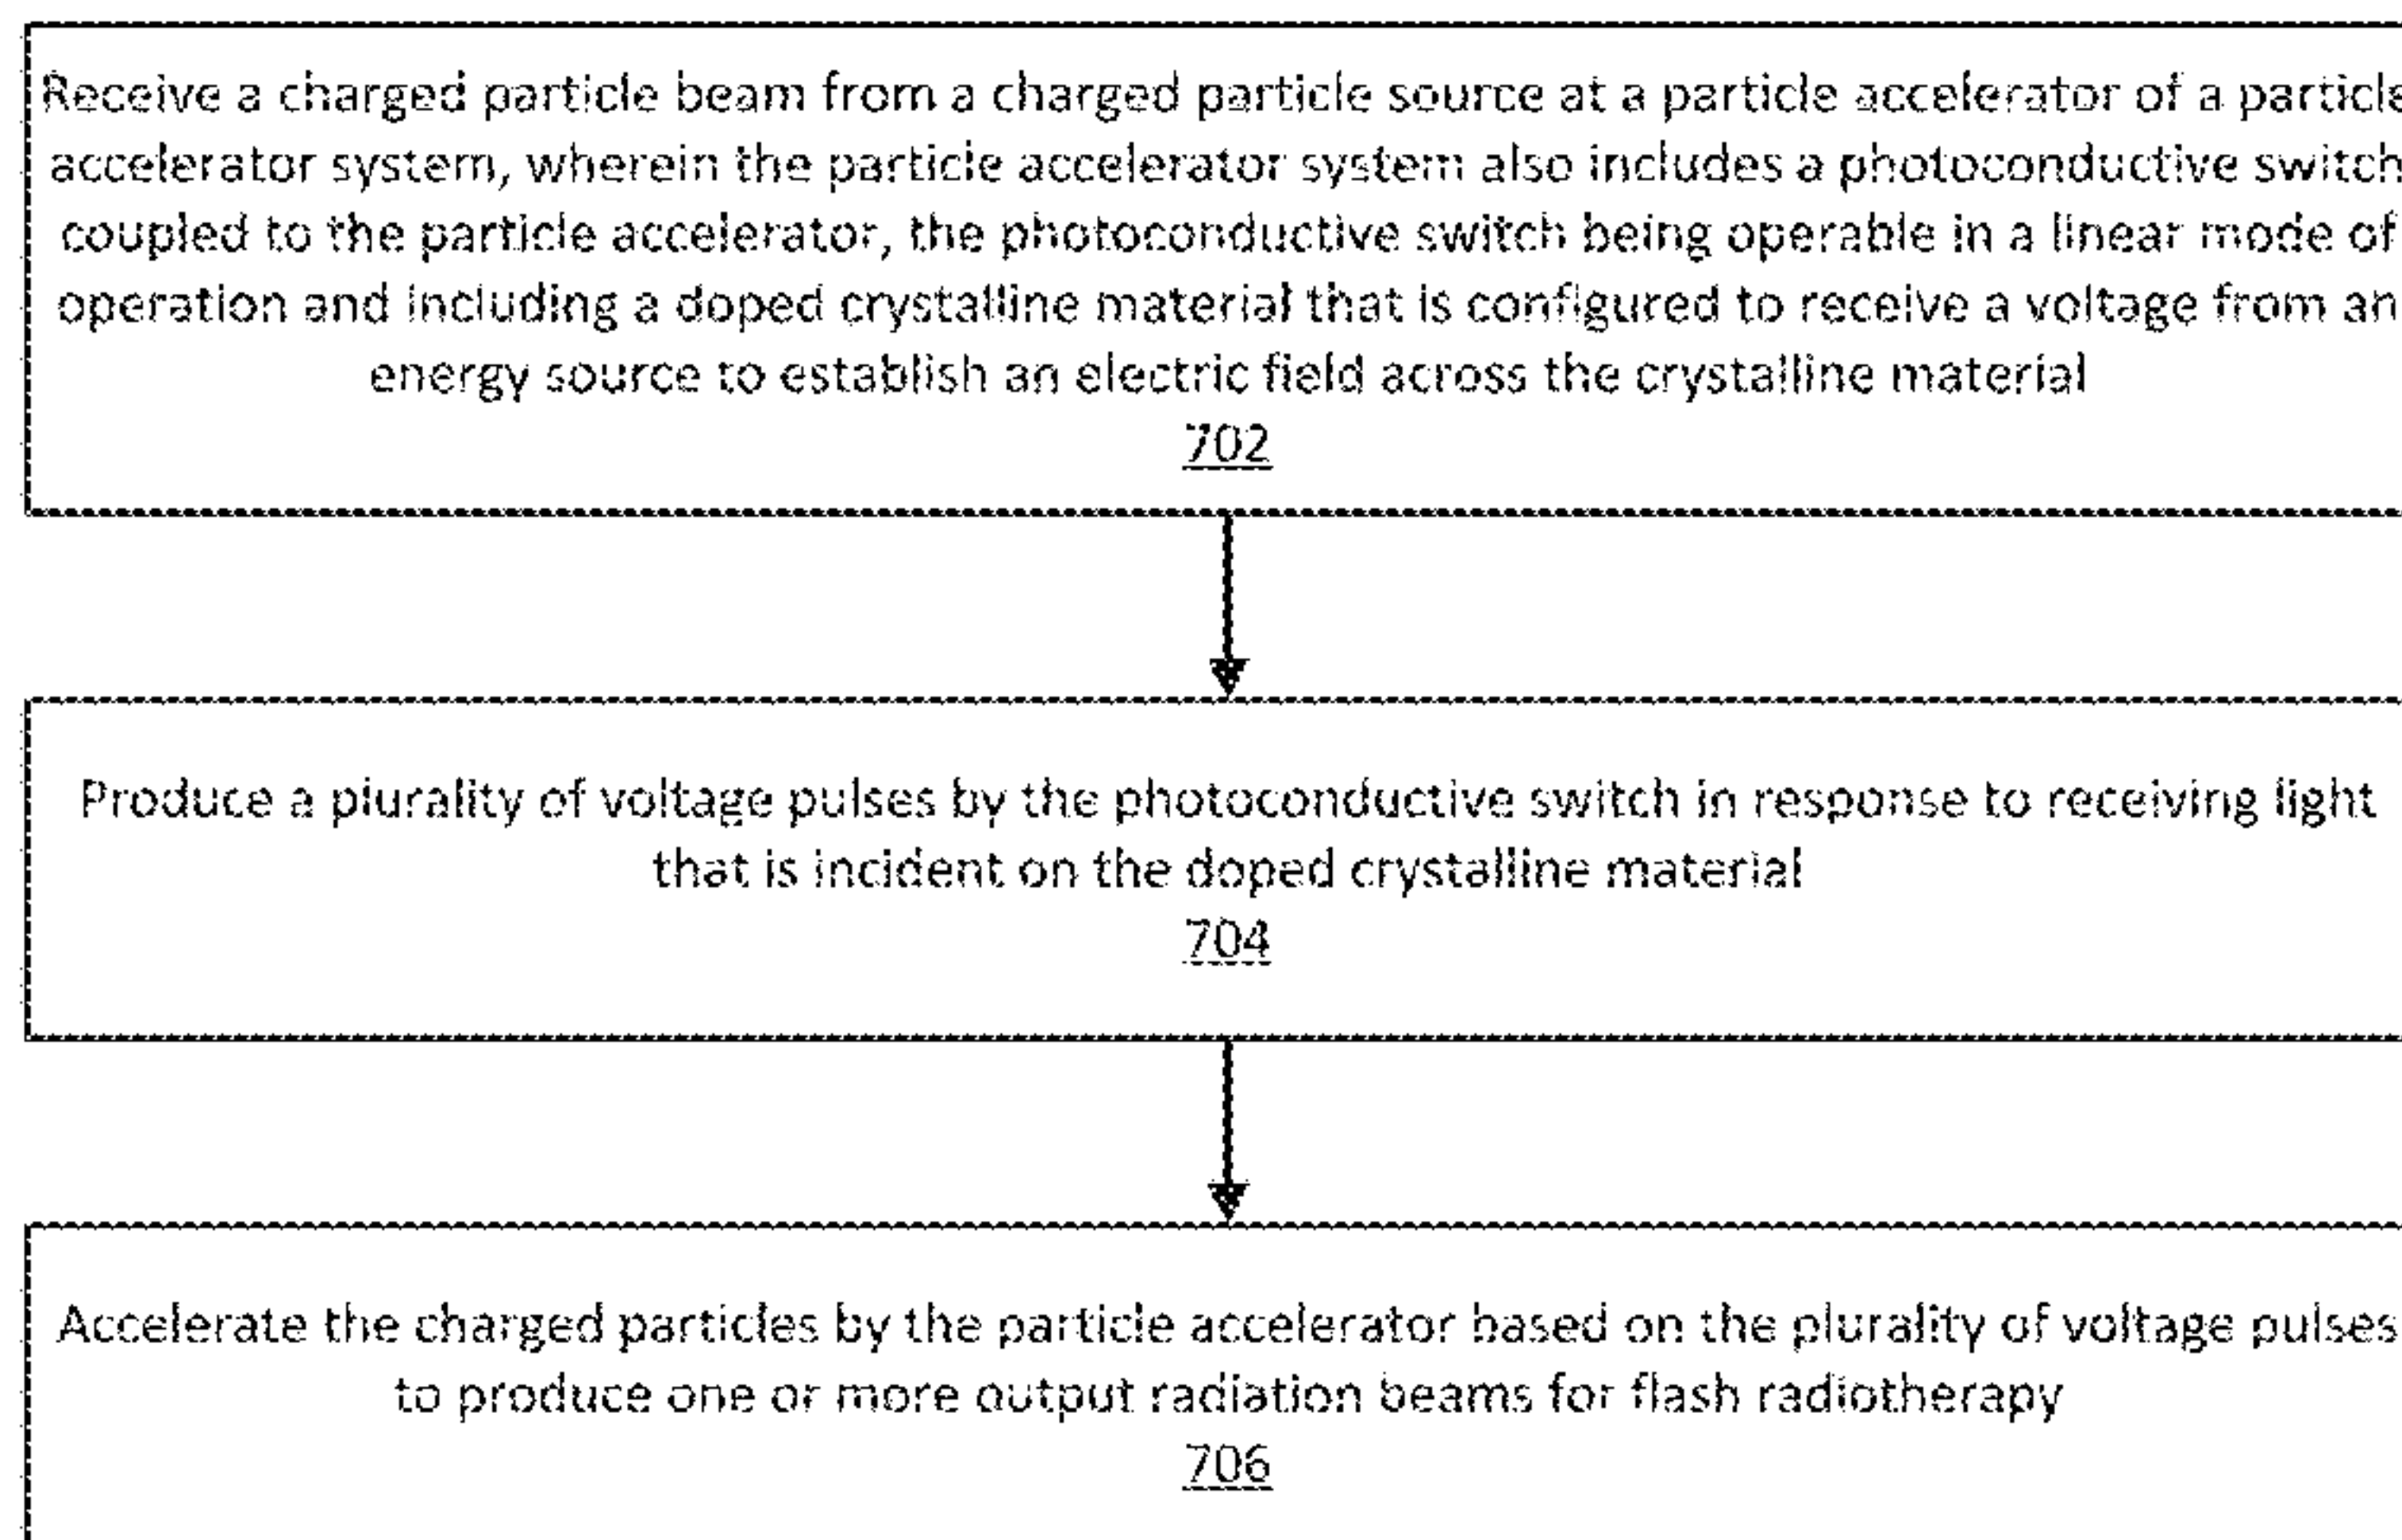 Receive a charged particle beam from a charged particle source at a particle accelerator of a particle
accelerator system, wherein the particle accelerator system also includes a photoconductive switch
coupled to the particle accelerator, the photoconductive switch being operable in a linear mode of
operation and including a doped crystalline material that is configured to receive a voltage from an
energy source to establish an electric field across the crystalline material
702
Produce a plurality of voltage pulses by the photoconductive switch in response to receiving light
that is incident on the doped crystalline material
704
Accelerate the charged particles by the particle accelerator based on the plurality of voltage pulses
to produce one or more output radiation beams for flash radiotherapy
706